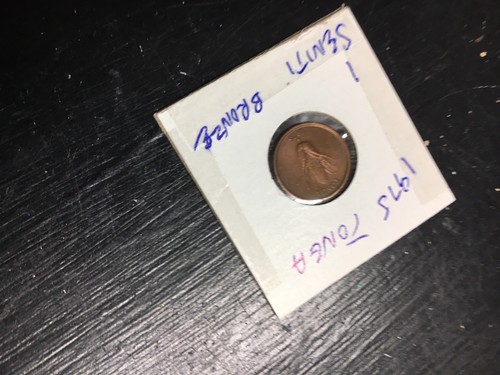 1975 TONGA
1
SENITI
BRONZE